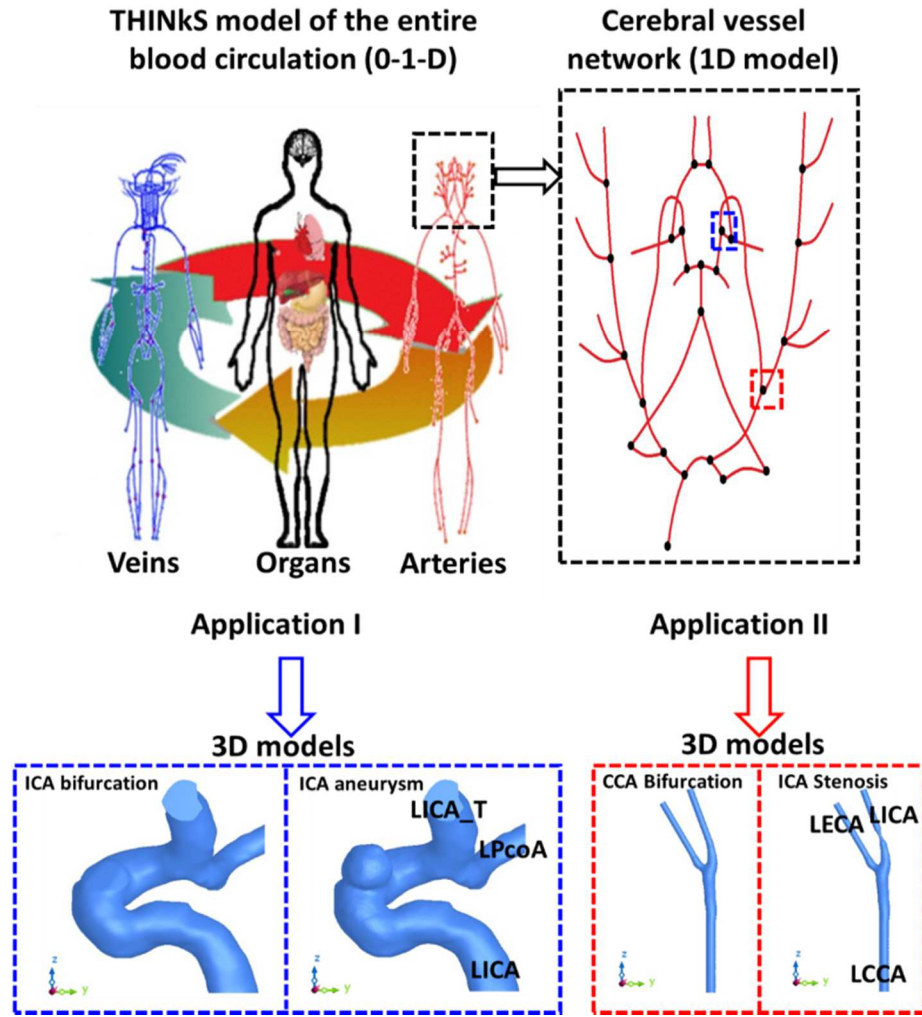 THINkS model of the entire
blood circulation (0-1-D)
Cerebral vessel
network (1D model)
Veins
Organs
Arteries
Application I
Application II
3D models
3D models
ICA bifurcation
ICA aneurysm
LICA_T
LPcoA
LICA
z
y
z
y
CCA Bifurcation
ICA Stenosis
LECA
LICA
LCCA
z
y
z
y